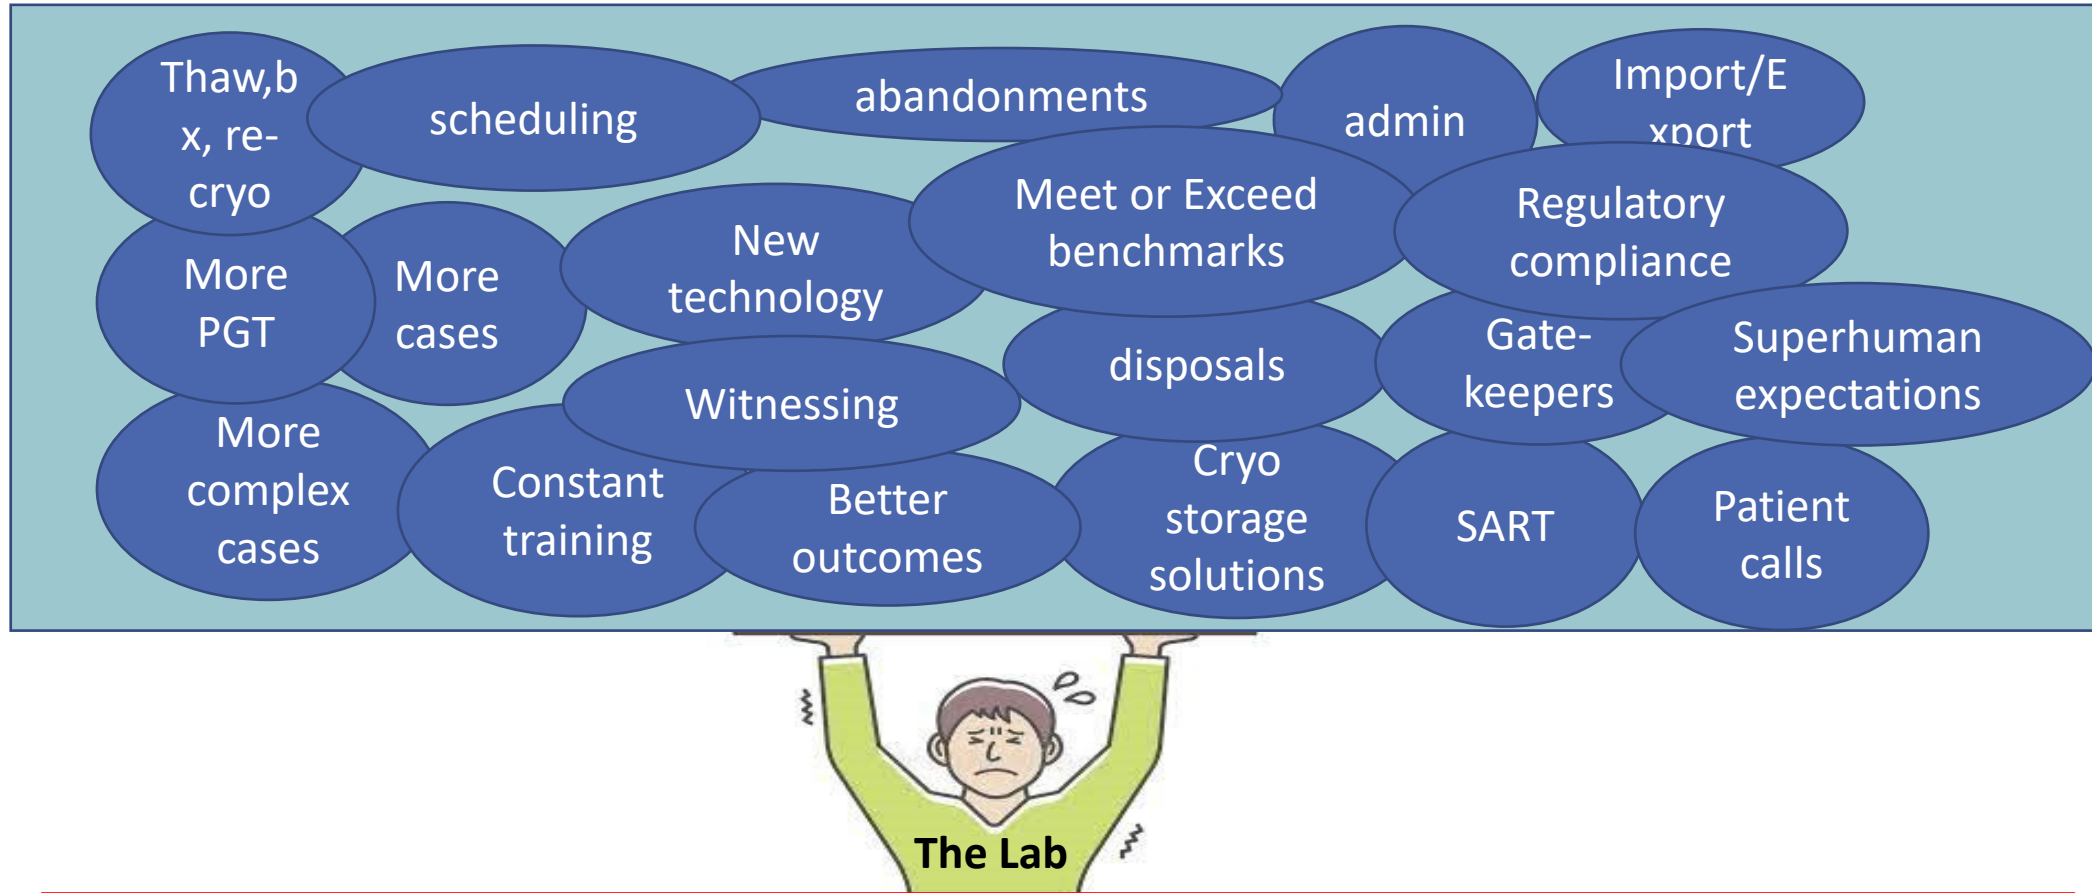 Thaw,b
x, re-
cryo
scheduling
abandonments
admin
Import/E
xport
More
PGT
More
cases
New
technology
Meet or Exceed
benchmarks
Regulatory
compliance
Witnessing
disposals
Gate-
keepers
Superhuman
expectations
More
complex
cases
Constant
training
Better
outcomes
Cryo
storage
solutions
SART
Patient
calls
The Lab